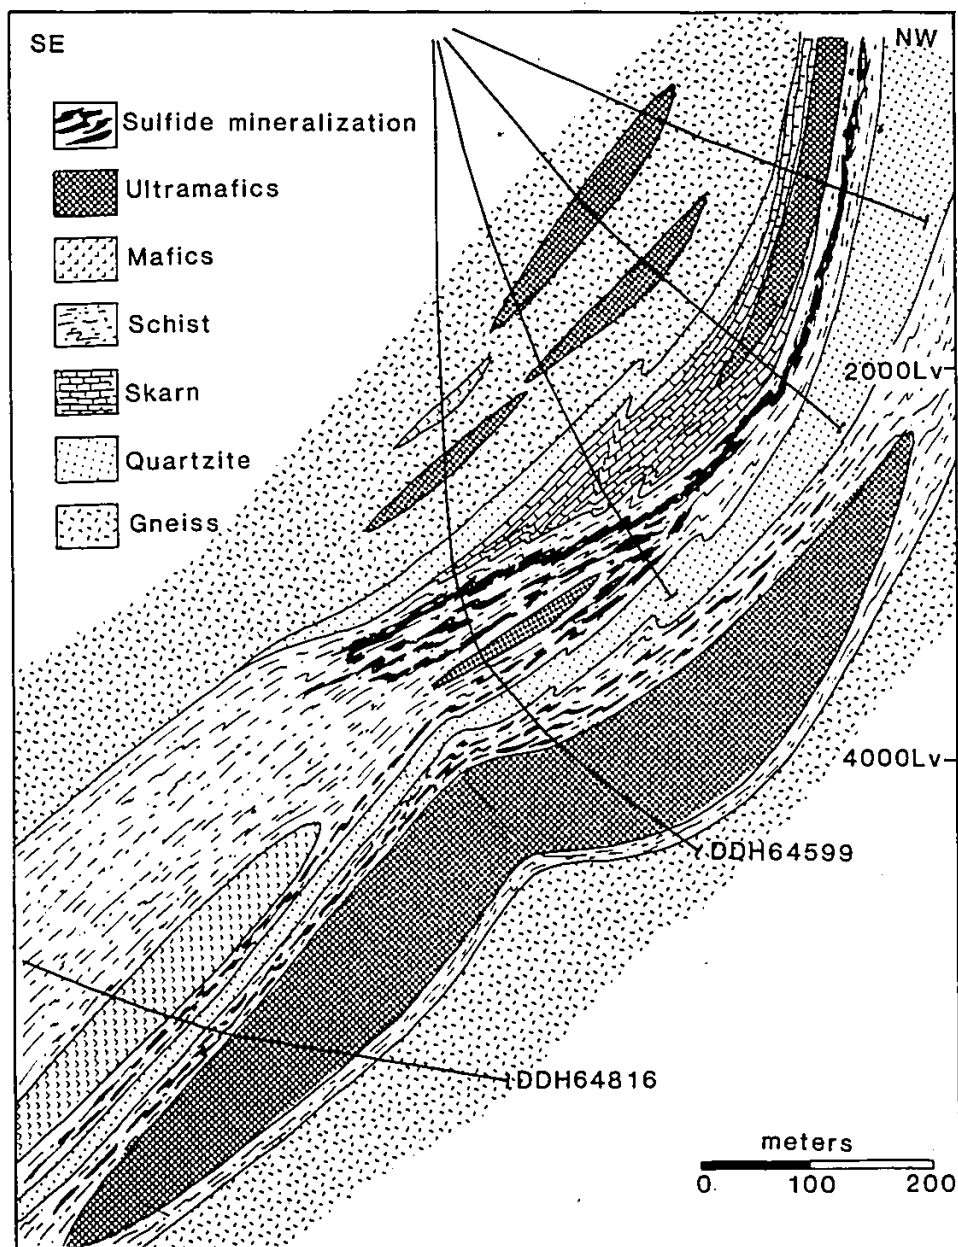 SE
NW
Sulfide mineralization
Ultramafics
Mafics
Schist
Skarn
Quartzite
Gneiss
2000Lv
4000Lv
DDH64599
DDH64816
meters
0 100 200